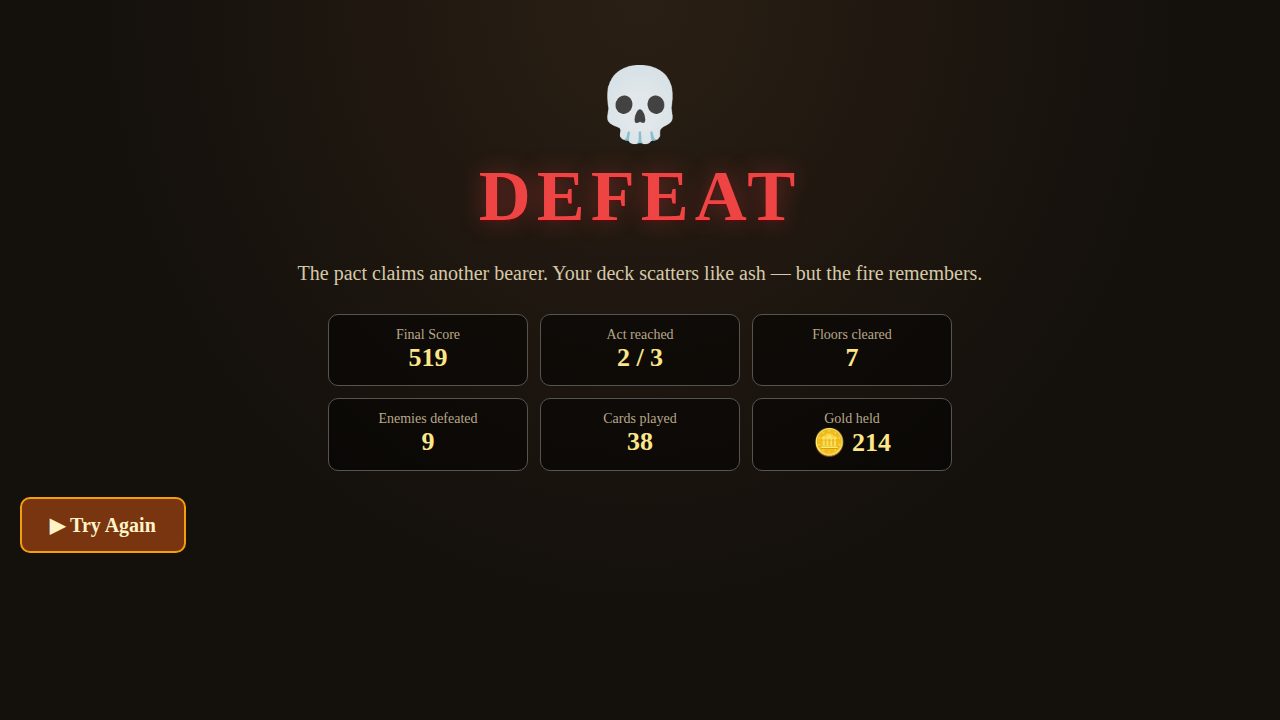 DEFEAT
The pact claims another bearer. Your deck scatters like ash — but the fire remembers.
Final Score
519
Act reached
2 / 3
Floors cleared
7
Enemies defeated
9
Cards played
38
Gold held
🪙 214
▶ Try Again